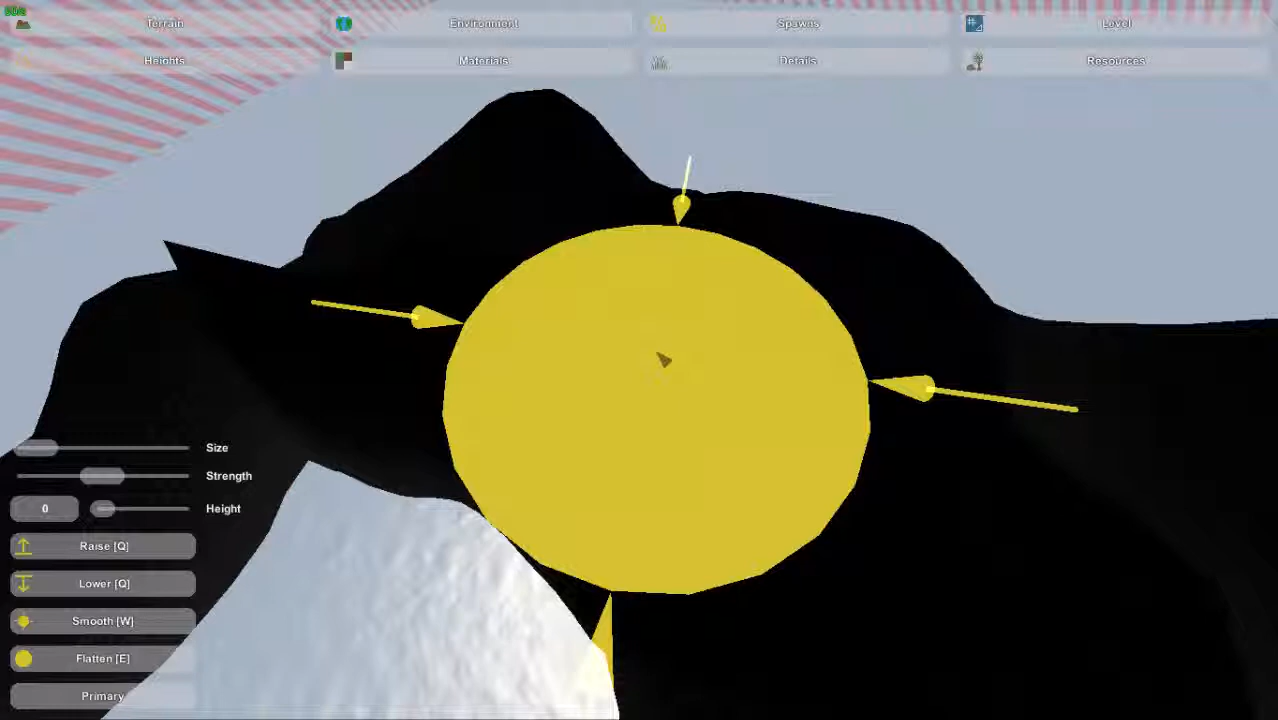 Terrain
Environment
Spawns
Level
Heights
Materials
Details
Resources
Size
Strength
0
Height
Raise [Q]
Lower [Q]
Smooth [W]
Flatten [E]
Primary